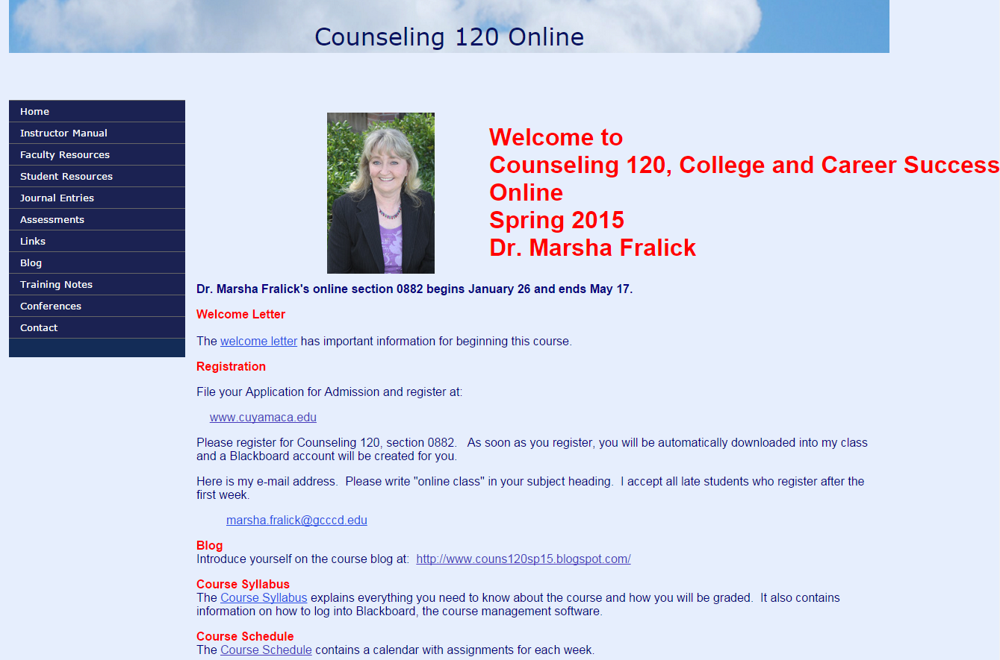 Counseling 120 Online
Home
Instructor Manual
Faculty Resources
Student Resources
Journal Entries
Assessments
Links
Blog
Training Notes
Conferences
Contact
Welcome to
Counseling 120, College and Career Success
Online
Spring 2015
Dr. Marsha Fralick
Dr. Marsha Fralick's online section 0882 begins January 26 and ends May 17.
Welcome Letter
The welcome letter has important information for beginning this course.
Registration
File your Application for Admission and register at:
www.cuyamaca.edu
Please register for Counseling 120, section 0882.   As soon as you register, you will be automatically downloaded into my class
and a Blackboard account will be created for you.
Here is my e-mail address.  Please write "online class" in your subject heading.  I accept all late students who register after the
first week.
marsha.fralick@gcccd.edu
Blog
Introduce yourself on the course blog at:  http://www.couns120sp15.blogspot.com/
Course Syllabus
The Course Syllabus explains everything you need to know about the course and how you will be graded.  It also contains
information on how to log into Blackboard, the course management software.
Course Schedule
The Course Schedule contains a calendar with assignments for each week.